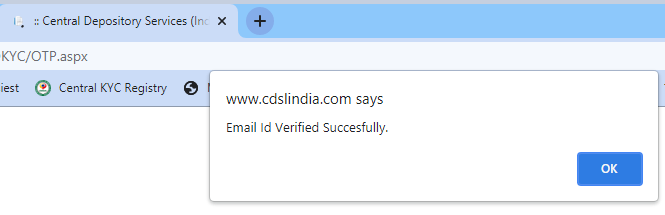 :: Central Depository Services (Inc
KYC/OTP.aspx
iest Central KYC Registry
www.cdslindia.com says
Email Id Verified Succesfully.
OK